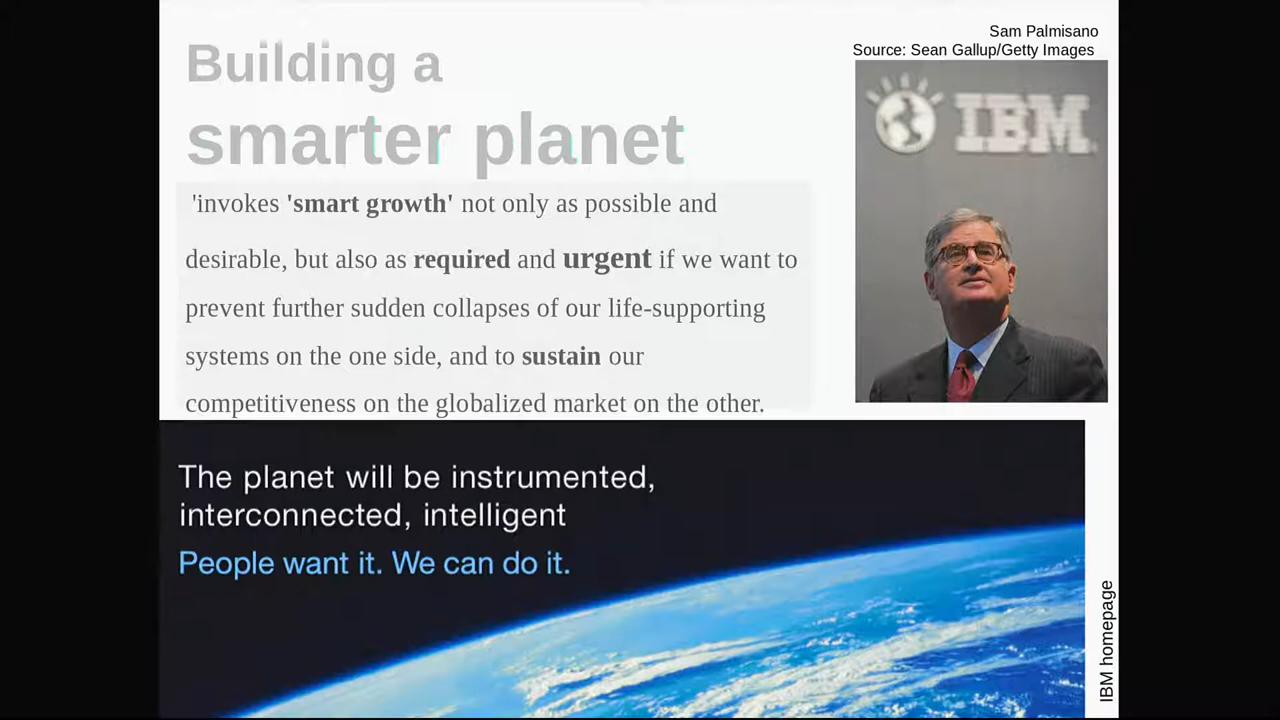 Building a
smarter planet
'invokes 'smart growth' not only as possible and
desirable, but also as required and urgent if we want to
prevent further sudden collapses of our life-supporting
systems on the one side, and to sustain our
competitiveness on the globalized market on the other.
Sam Palmisano
Source: Sean Gallup/Getty Images
IBM
The planet will be instrumented,
interconnected, intelligent
People want it. We can do it.
IBM homepage